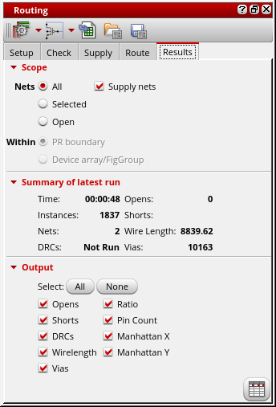 Routing
Setup Check Supply Route Results
Scope
Nets All Supply nets
Selected
Open
Within PR boundary
Device array/FigGroup
Summary of latest run
Time: 00:00:48 Opens: 0
Instances: 1837 Shorts:
Nets: 2 Wire Length: 8839.62
DRCs: Not Run Vias: 10163
Output
Select: All None
Opens Ratio
Shorts Pin Count
DRCs Manhattan X
Wirelength Manhattan Y
Vias